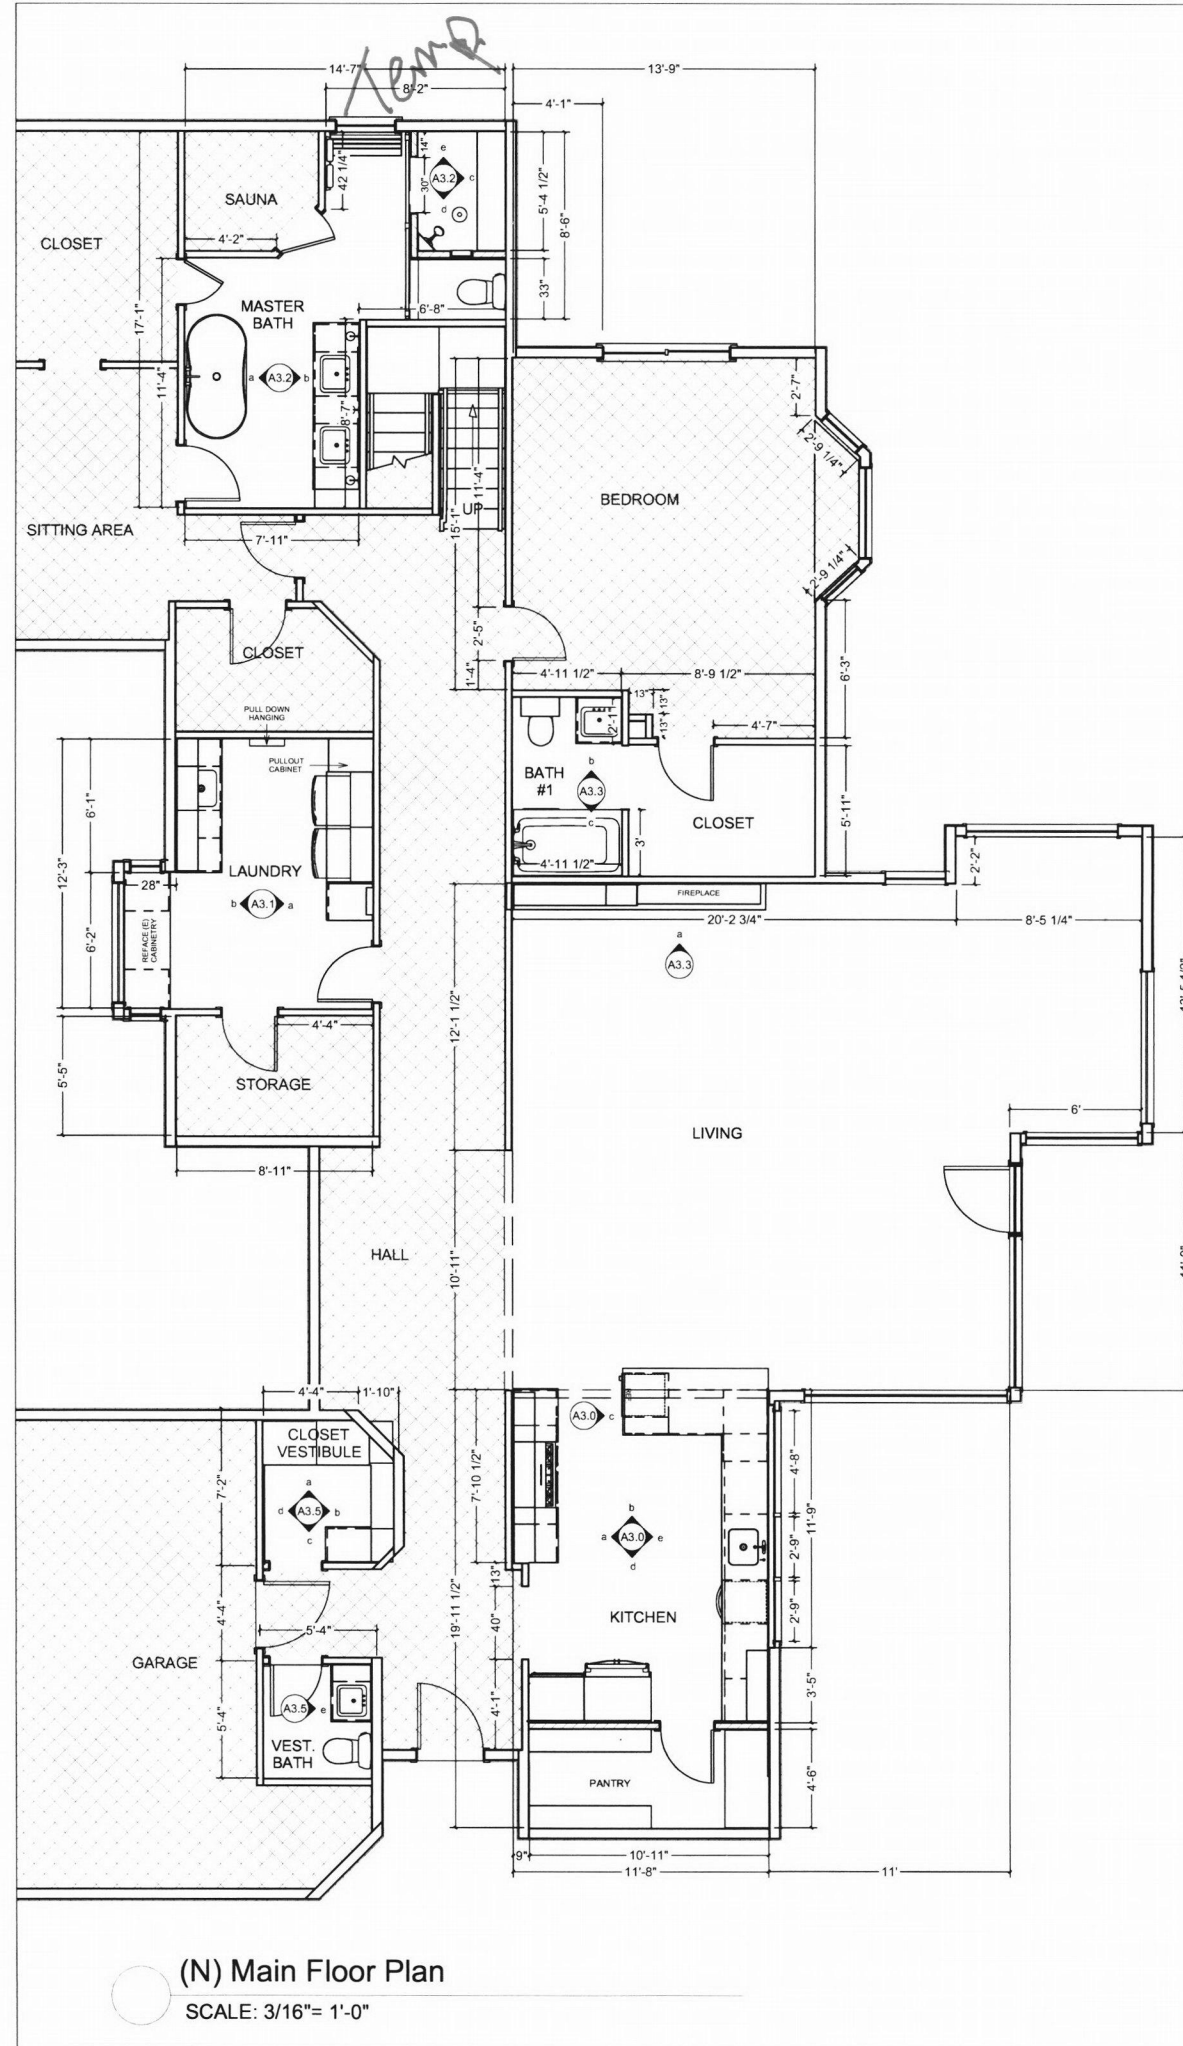 Temp
14'-7"
8'-2"
13'-9"
4'-1"
42 1/4"
14"
30"
e
A3.2
c
d
5'-4 1/2"
8'-6"
33"
SAUNA
4'-2"
CLOSET
17'-1"
11'-4"
MASTER
BATH
6'-8"
a
A3.2
b
8'-7"
11'-4"
15'-1"
UP
SITTING AREA
7'-11"
BEDROOM
2'-7"
2'-9 1/4"
2'-9 1/4"
2'-5"
1'-4"
6'-3"
CLOSET
4'-11 1/2"
8'-9 1/2"
13"
13"
13"
2'-1"
4'-7"
PULL DOWN
HANGING
PULLOUT
CABINET
BATH
#1
b
A3.3
c
CLOSET
5'-11"
3'
4'-11 1/2"
6'-1"
12'-3"
6'-2"
28"
LAUNDRY
b
A3.1
a
REFACE (E)
CABINETRY
FIREPLACE
2'-2"
20'-2 3/4"
8'-5 1/4"
a
A3.3
12'-1 1/2"
4'-4"
5'-5"
STORAGE
8'-11"
6'
LIVING
HALL
10'-11"
4'-4"
1'-10"
CLOSET
VESTIBULE
a
d
A3.5
b
c
7'-2"
7'-10 1/2"
A3.0
c
4'-8"
11'-9"
2'-9"
2'-9"
b
a
A3.0
e
d
13"
40"
19'-11 1/2"
4'-1"
KITCHEN
4'-4"
5'-4"
GARAGE
5'-4"
A3.5
e
VEST.
BATH
3'-5"
4'-6"
PANTRY
9"
10'-11"
11'-8"
11'
(N) Main Floor Plan
SCALE: 3/16"= 1'-0"